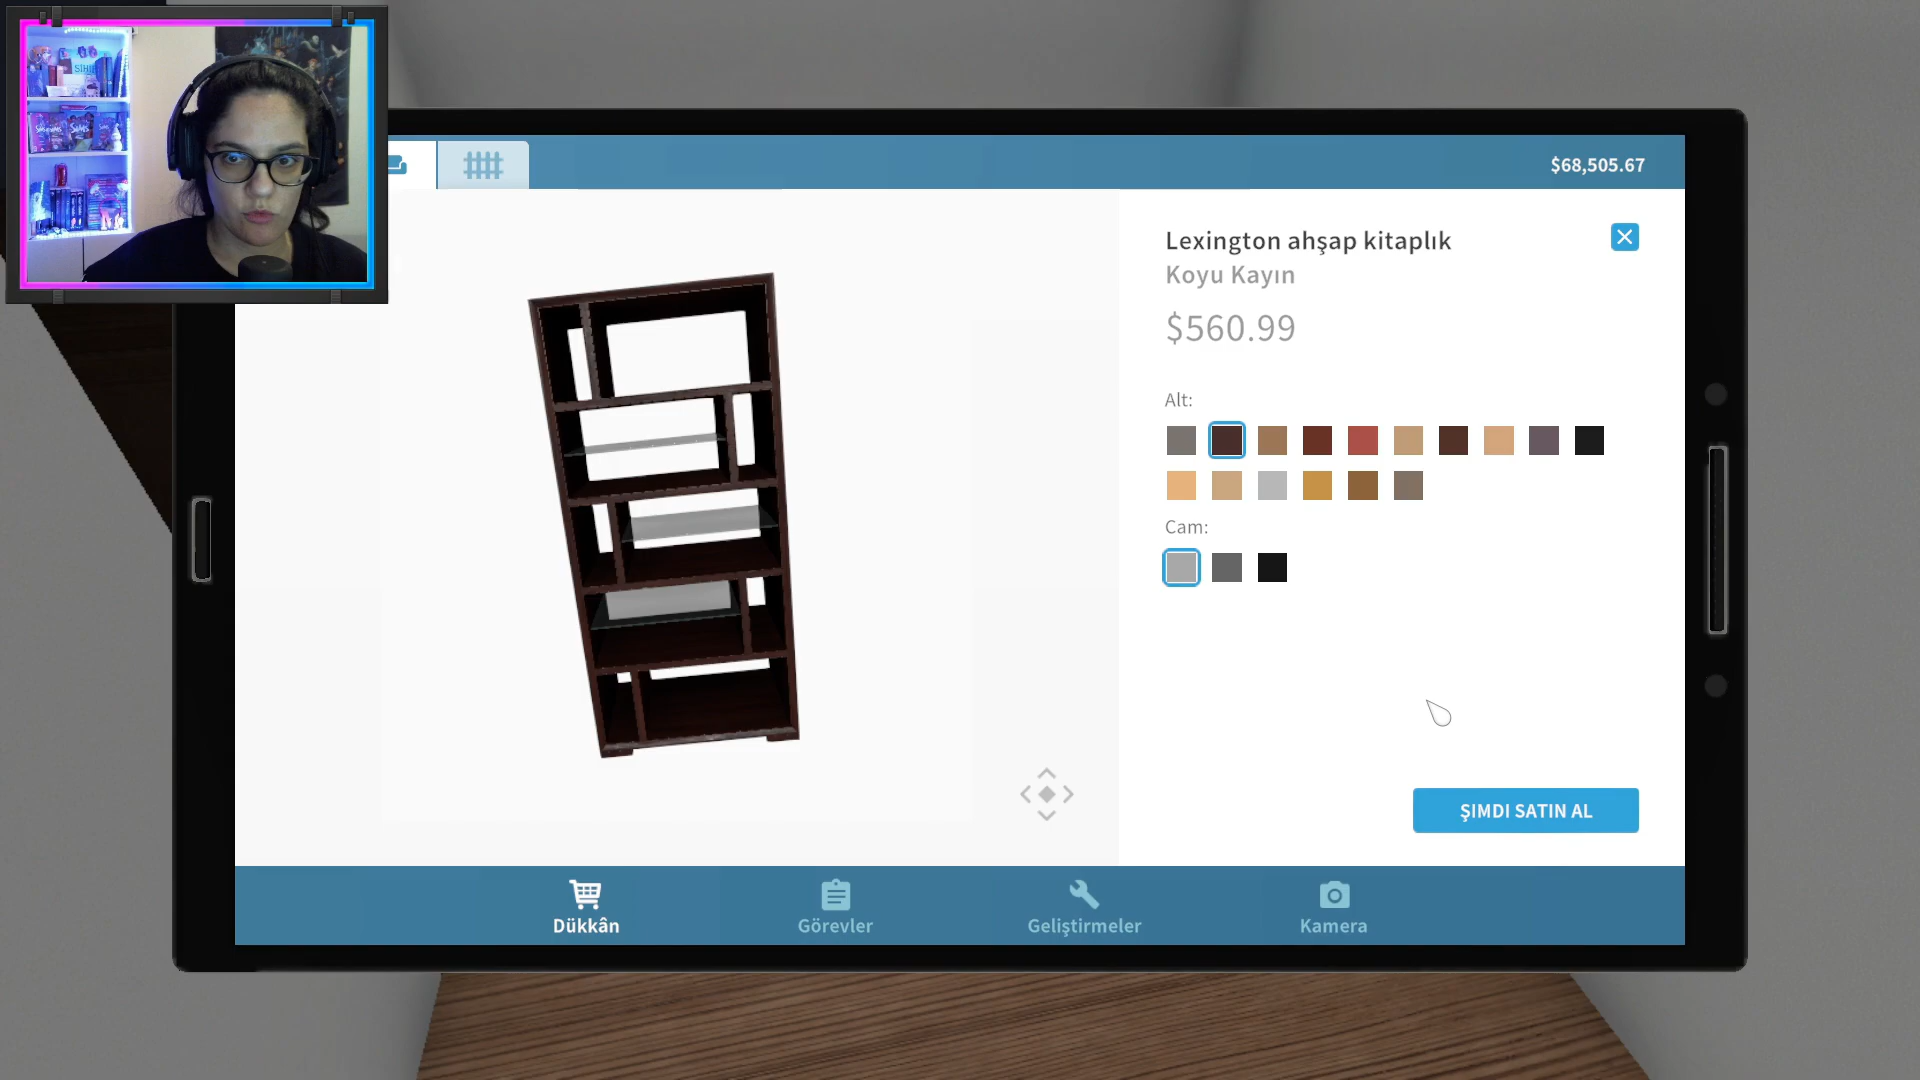 $68,505.67
Lexington ahşap kitaplık
Koyu Kayın
$560.99
Alt:
Cam:
ŞIMDI SATIN AL
Dükkân
Görevler
Geliştirmeler
Kamera